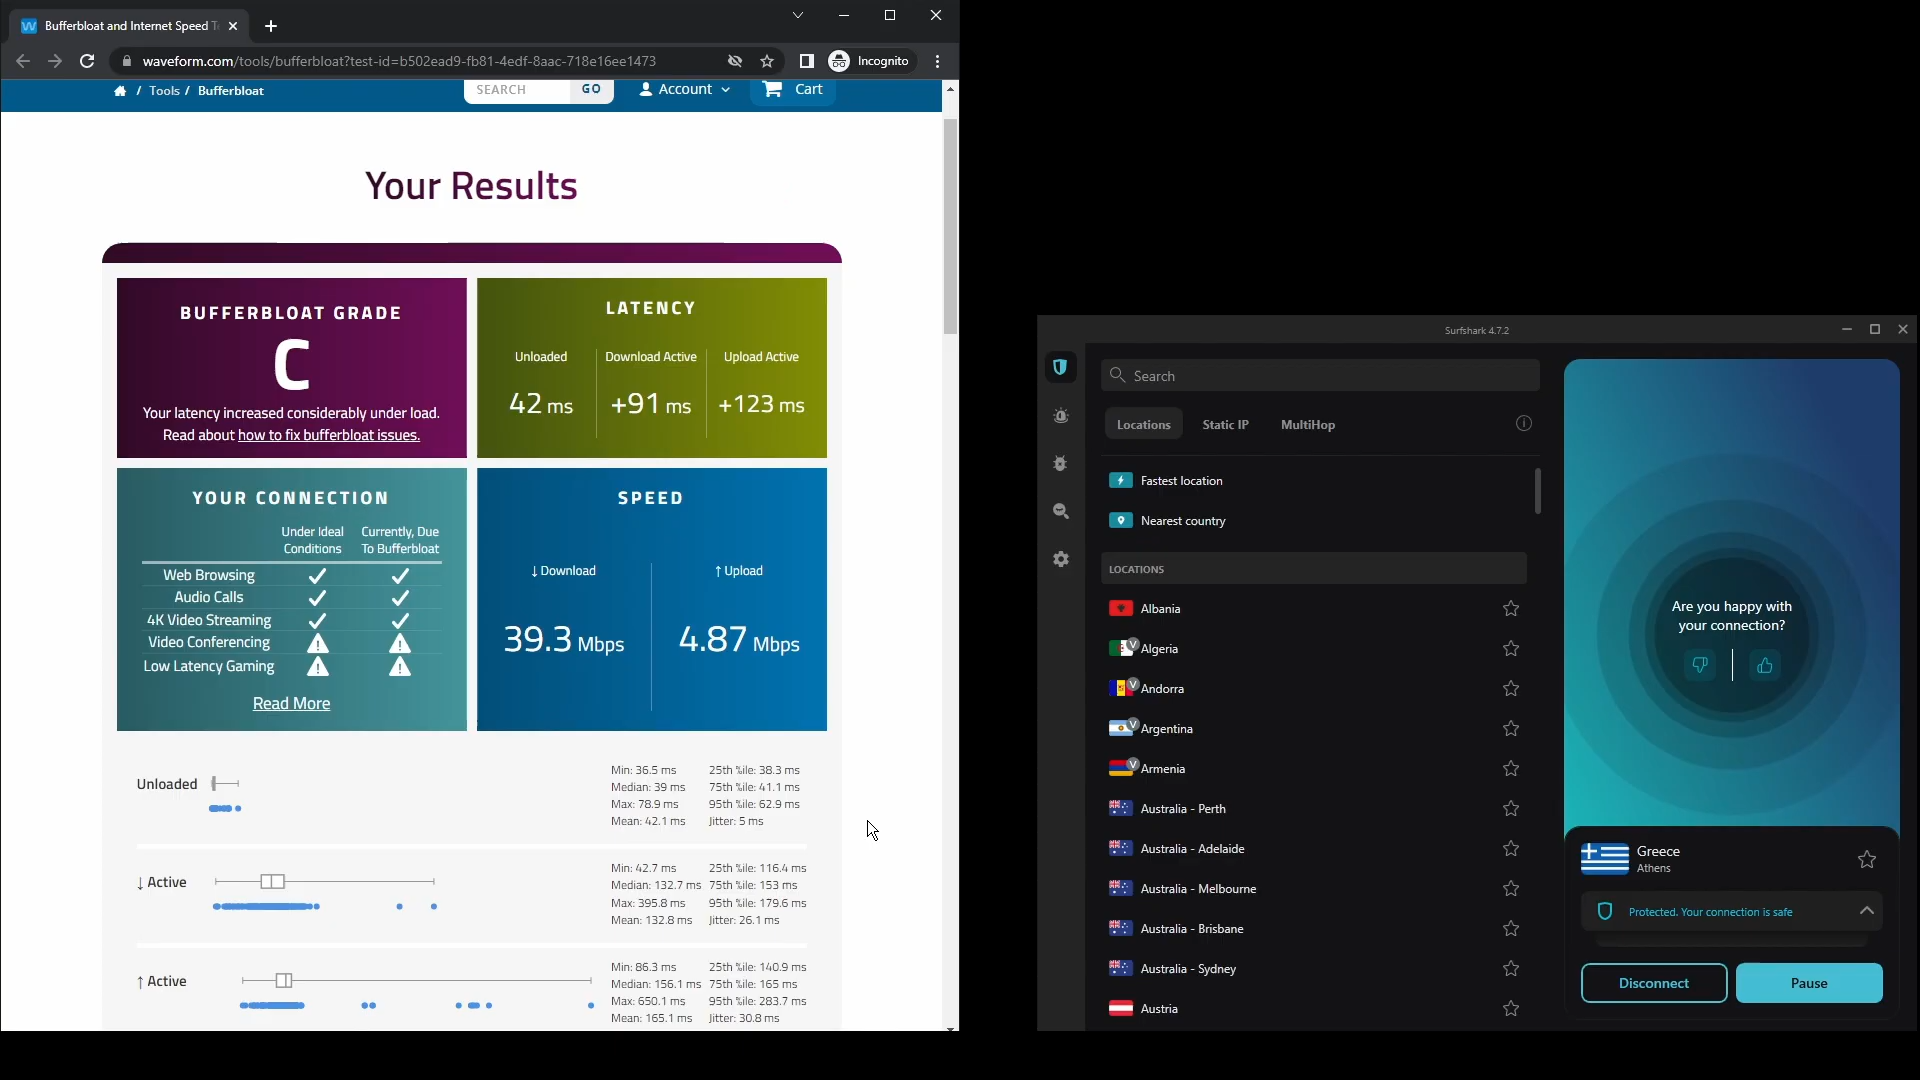 Bufferbloat and Internet Speed T
waveform.com/tools/bufferbloat?test-id=b502ead9-fb81-4edf-8aac-718e16ee1473
Incognito
/ Tools / Bufferbloat
SEARCH
GO
Account
Cart
Your Results
BUFFERBLOAT GRADE
C
Your latency increased considerably under load.
Read about how to fix bufferbloat issues.
LATENCY
Unloaded
Download Active
Upload Active
42 ms
+91 ms
+123 ms
YOUR CONNECTION
Under Ideal Conditions
Currently, Due To Bufferbloat
Web Browsing
Audio Calls
4K Video Streaming
Video Conferencing
Low Latency Gaming
Read More
SPEED
↓ Download
↑ Upload
39.3 Mbps
4.87 Mbps
Unloaded
Min: 36.5 ms 25th %ile: 38.3 ms
Median: 39 ms 75th %ile: 41.1 ms
Max: 78.9 ms 95th %ile: 62.9 ms
Mean: 42.1 ms Jitter: 5 ms
↓ Active
Min: 42.7 ms 25th %ile: 116.4 ms
Median: 132.7 ms 75th %ile: 153 ms
Max: 395.8 ms 95th %ile: 179.6 ms
Mean: 132.8 ms Jitter: 26.1 ms
↑ Active
Min: 86.3 ms 25th %ile: 140.9 ms
Median: 156.1 ms 75th %ile: 165 ms
Max: 650.1 ms 95th %ile: 283.7 ms
Mean: 165.1 ms Jitter: 30.8 ms
Surfshark 4.7.2
Search
Locations
Static IP
MultiHop
Fastest location
Nearest country
LOCATIONS
Albania
V Algeria
V Andorra
V Argentina
V Armenia
Australia - Perth
Australia - Adelaide
Australia - Melbourne
Australia - Brisbane
Australia - Sydney
Austria
Are you happy with
your connection?
Greece
Athens
Protected. Your connection is safe
Disconnect
Pause